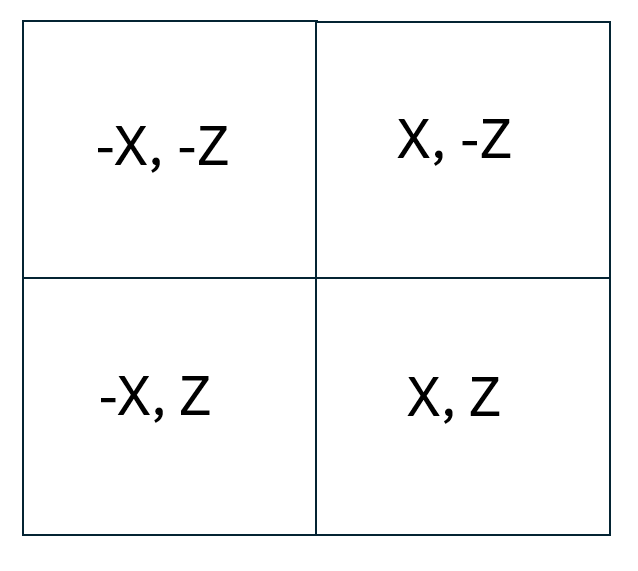 -X, -Z
X, -Z
-X, Z
X, Z